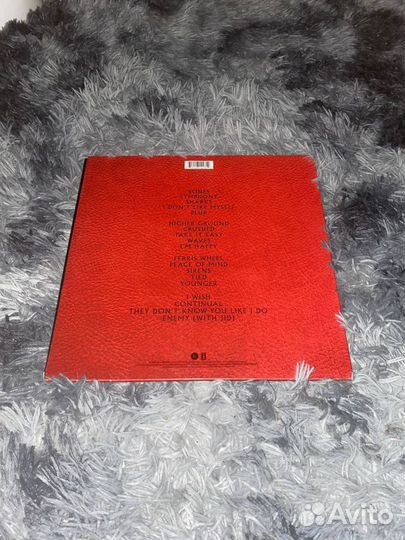 BONES
SYMPHONY
SHARKS
I DON'T LIKE MYSELF
BLUR
HIGHER GROUND
CRUSHED
TAKE IT EASY
WAVES
I'M HAPPY
FERRIS WHEEL
PEACE OF MIND
SIRENS
TIED
YOUNGER
I WISH
CONTINUAL
THEY DON'T KNOW YOU LIKE I DO
ENEMY (WITH JID)
Avito